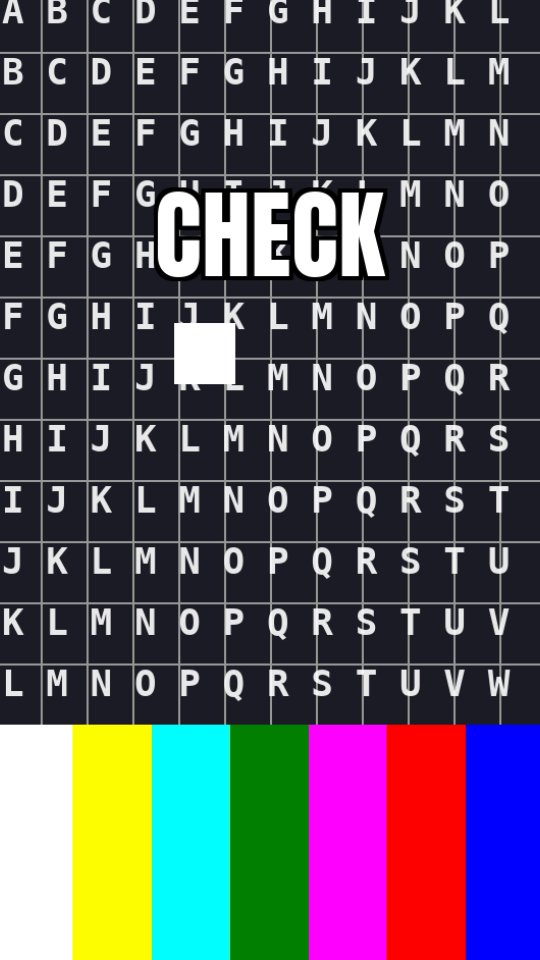 A B C D E F G H I J K L
B C D E F G H I J K L M
C D E F G H I J K L M N
D E F G H I J K L M N O
CHECK
E F G H K N O P
F G H I J K L M N O P Q
G H I J K L M N O P Q R
H I J K L M N O P Q R S
I J K L M N O P Q R S T
J K L M N O P Q R S T U
K L M N O P Q R S T U V
L M N O P Q R S T U V W